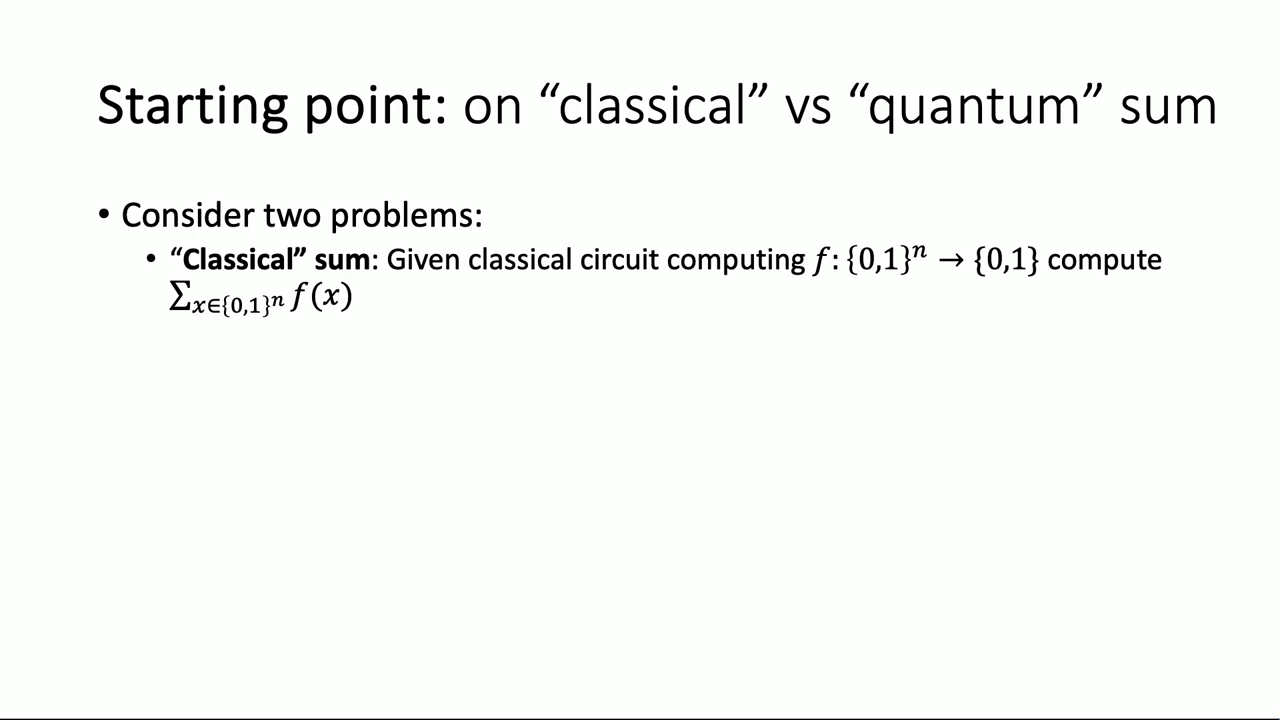 Starting point: on “classical” vs “quantum” sum
• Consider two problems:
• “Classical” sum: Given classical circuit computing 𝑓: {0,1}ⁿ → {0,1} compute
∑𝑥∈{0,1}ⁿ 𝑓(𝑥)